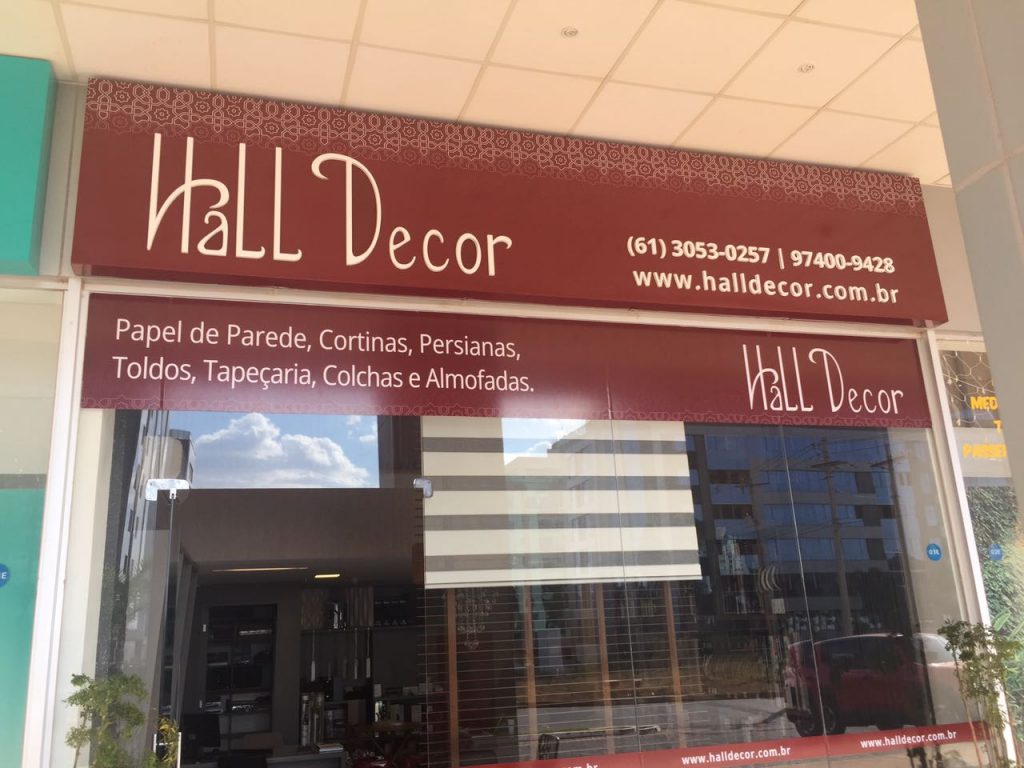 Hall Decor
(61) 3053-0257 | 97400-9428
www.halldecor.com.br
Papel de Parede, Cortinas, Persianas,
Toldos, Tapeçaria, Colchas e Almofadas.
Hall Decor
MED
www.halldecor.com.br
www.halldecor.com.br